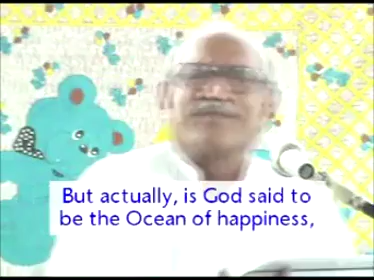 But actually, is God said to
be the Ocean of happiness,